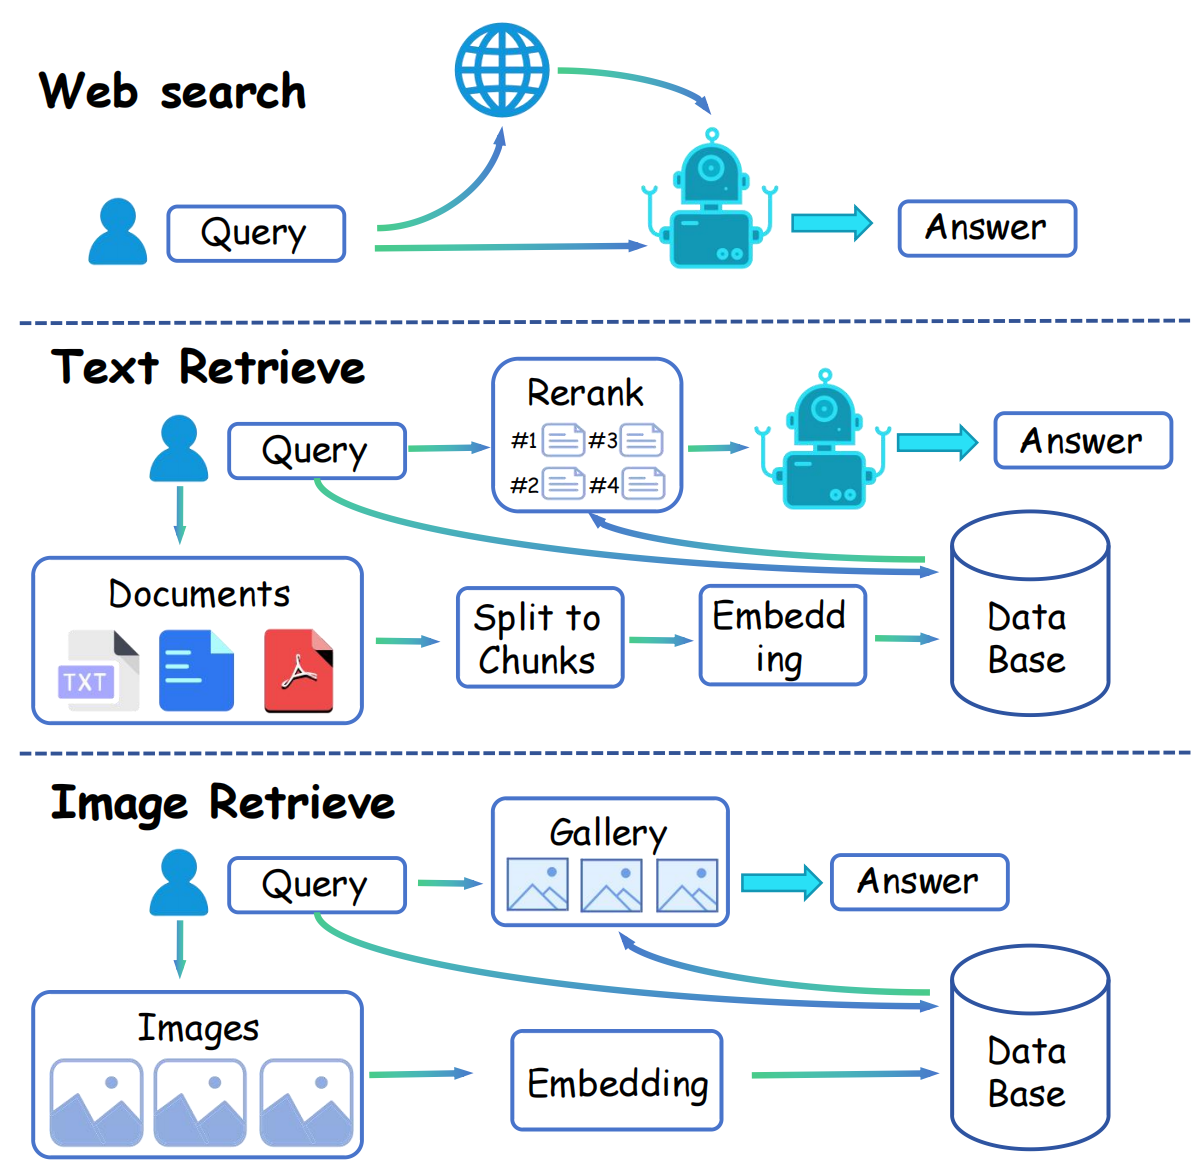 Web search
Query
Answer
Text Retrieve
Query
Rerank
#1 #3
#2 #4
Answer
Documents
TXT
Split to
Chunks
Embedd
ing
Data
Base
Image Retrieve
Query
Gallery
Answer
Images
Embedding
Data
Base